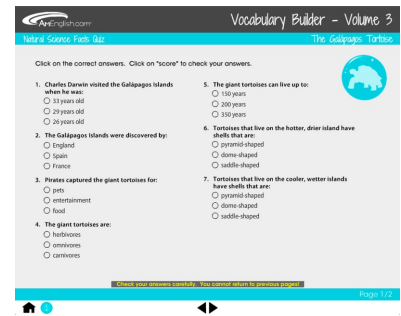 AmEnglish.com
Vocabulary Builder – Volume 3
Natural Science Facts Quiz
The Galápagos Tortoise
Click on the correct answers. Click on "score" to check your answers.
1. Charles Darwin visited the Galápagos Islands
when he was:
33 years old
29 years old
26 years old
2. The Galápagos Islands were discovered by:
England
Spain
France
3. Pirates captured the giant tortoises for:
pets
entertainment
food
4. The giant tortoises are:
herbivores
omnivores
carnivores
5. The giant tortoises can live up to:
150 years
200 years
350 years
6. Tortoises that live on the hotter, drier island have
shells that are:
pyramid-shaped
dome-shaped
saddle-shaped
7. Tortoises that live on the cooler, wetter islands
have shells that are:
pyramid-shaped
dome-shaped
saddle-shaped
Check your answers carefully. You cannot return to previous pages!
Page 1/2